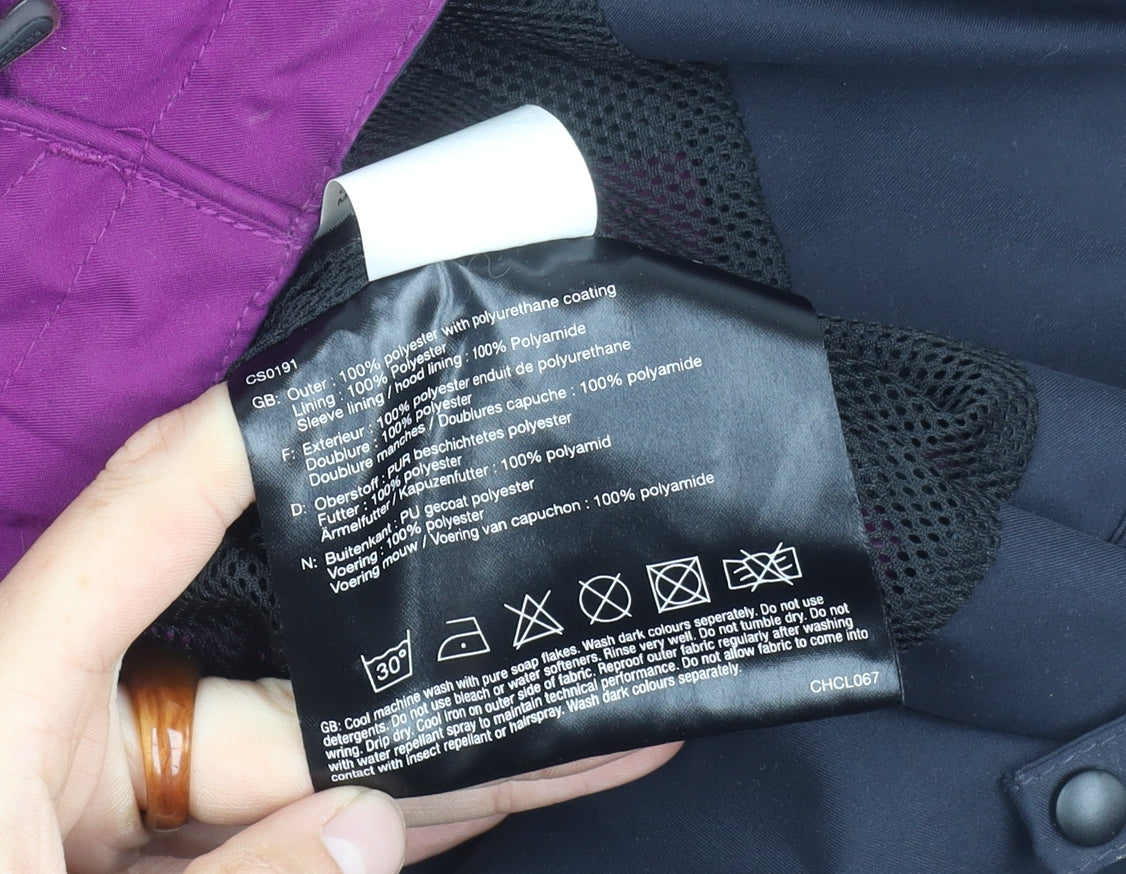 CS0191
GB: Outer : 100% polyester with polyurethane coating
Lining : 100% Polyester
Sleeve lining / hood lining : 100% Polyamide
F: Exterieur : 100% polyester enduit de polyurethane
Doublure : 100% polyester
Doublure manches / Doublures capuche : 100% polyamide
D: Oberstoff : PUR beschichtetes polyester
Futter : 100% polyester
Ärmelfutter / Kapuzenfutter : 100% polyamid
N: Buitenkant : PU gecoat polyester
Voering : 100% polyester
Voering mouw / Voering van capuchon : 100% polyamide
30°
GB: Cool machine wash with pure soap flakes. Wash dark colours seperately. Do not use
detergents. Do not use bleach or water softeners. Rinse very well. Do not tumble dry. Do not
wring. Drip dry. Cool iron on outer side of fabric. Reproof outer fabric regularly after washing
with water repellant spray to maintain technical performance. Do not allow fabric to come into
contact with insect repellant or hairspray. Wash dark colours separately.
CHCL067